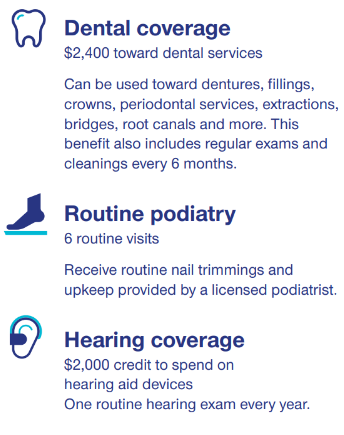 Dental coverage
$2,400 toward dental services
Can be used toward dentures, fillings,
crowns, periodontal services, extractions,
bridges, root canals and more. This
benefit also includes regular exams and
cleanings every 6 months.
Routine podiatry
6 routine visits
Receive routine nail trimmings and
upkeep provided by a licensed podiatrist.
Hearing coverage
$2,000 credit to spend on
hearing aid devices
One routine hearing exam every year.